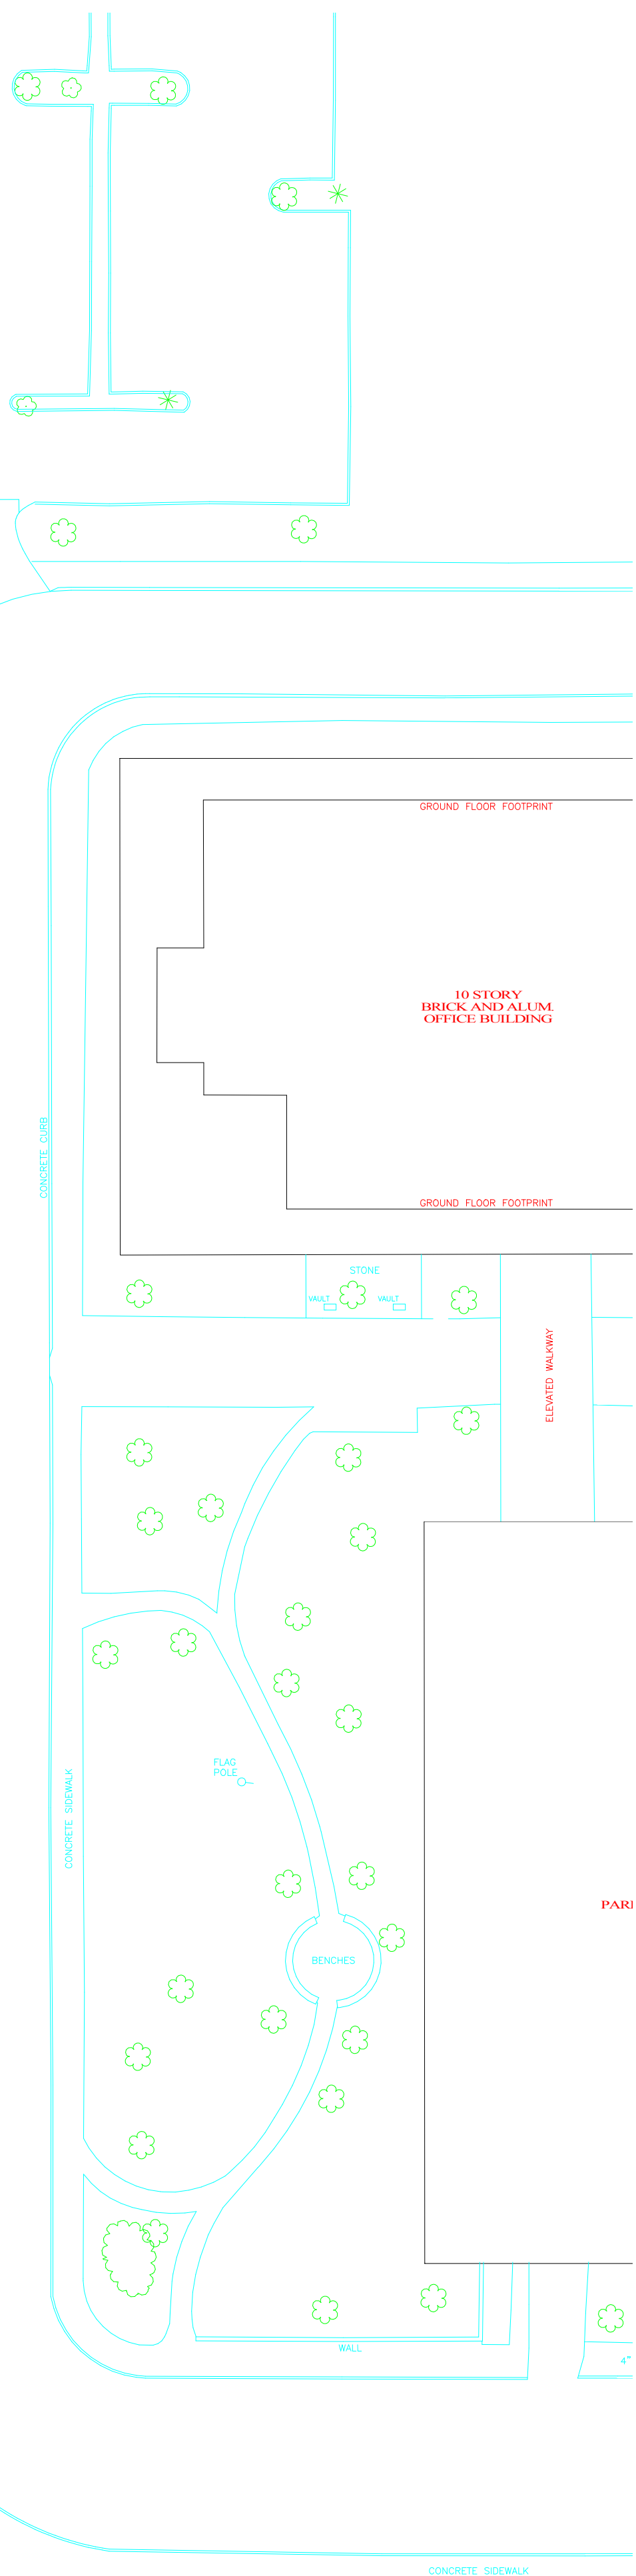 GROUND FLOOR FOOTPRINT
10 STORY
BRICK AND ALUM.
OFFICE BUILDING
CONCRETE CURB
GROUND FLOOR FOOTPRINT
STONE
VAULT
VAULT
ELEVATED WALKWAY
FLAG
POLE
CONCRETE SIDEWALK
BENCHES
WALL
4"
CONCRETE SIDEWALK